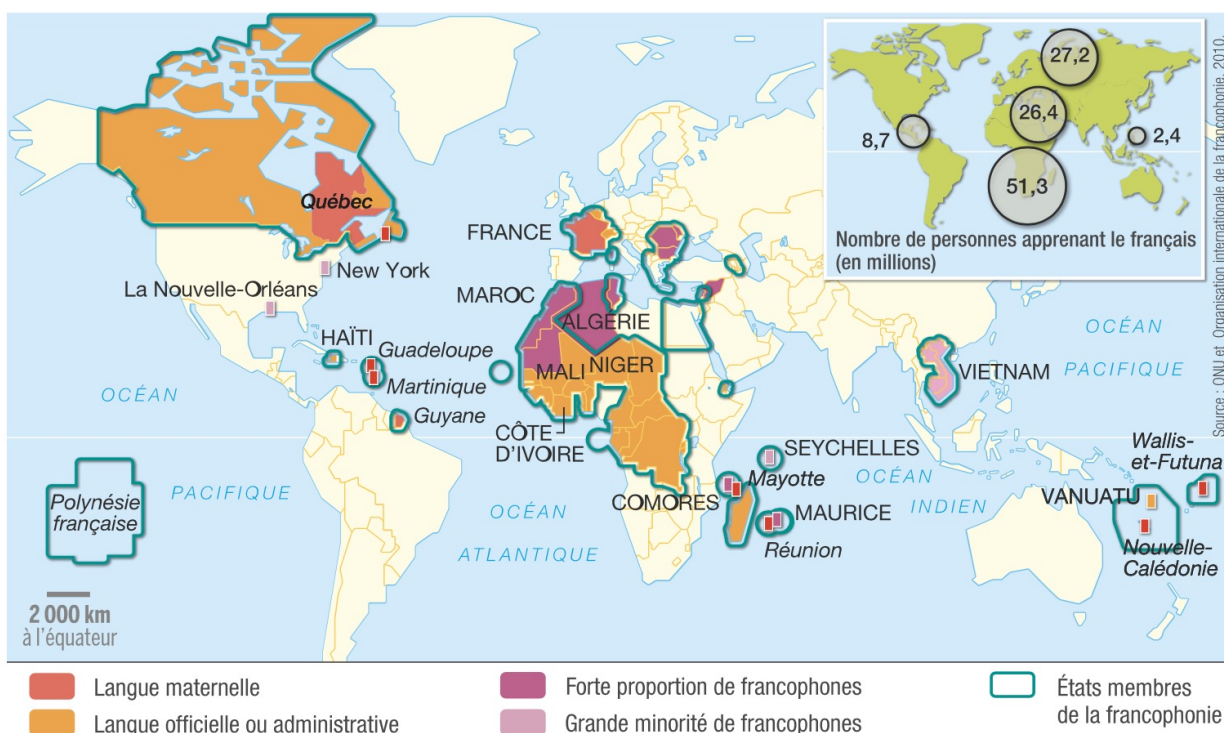 Québec
New York
La Nouvelle-Orléans
HAÏTI
Guadeloupe
Martinique
Guyane
OCÉAN
PACIFIQUE
Polynésie
française
2 000 km
à l'équateur
FRANCE
MAROC
ALGÉRIE
MALI
NIGER
CÔTE
D'IVOIRE
OCÉAN
ATLANTIQUE
COMORES
SEYCHELLES
Mayotte
MAURICE
Réunion
OCÉAN
INDIEN
VIETNAM
OCÉAN
PACIFIQUE
Wallis-
et-Futuna
VANUATU
Nouvelle-
Calédonie
27,2
26,4
8,7
2,4
51,3
Nombre de personnes apprenant le français
(en millions)
Source : ONU et Organisation internationale de la francophonie, 2010.
Langue maternelle
Langue officielle ou administrative
Forte proportion de francophones
Grande minorité de francophones
États membres
de la francophonie